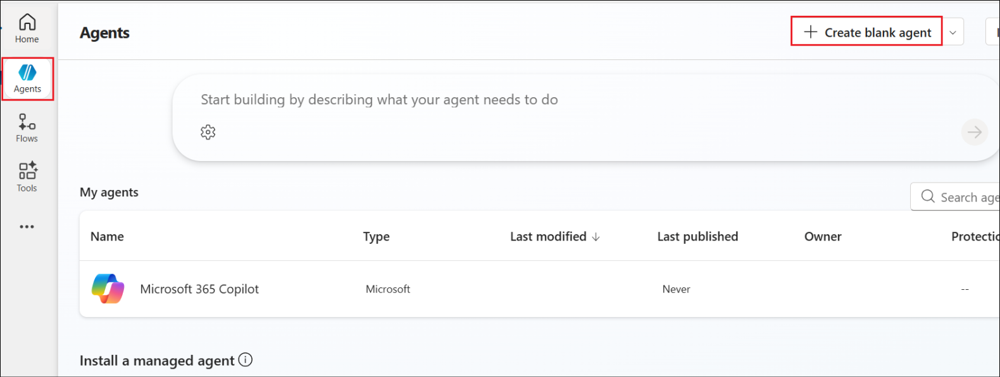 Home
Agents
Flows
Tools
Agents
Create blank agent
Start building by describing what your agent needs to do
My agents
Search age
Name Type Last modified Last published Owner Protectio
Microsoft 365 Copilot Microsoft Never --
Install a managed agent